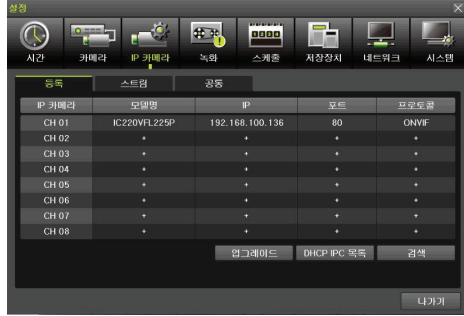 설정
시간 카메라 IP 카메라 녹화 스케줄 저장장치 네트워크 시스템
등록 스트림 공통
IP 카메라 모델명 IP 포트 프로토콜
CH 01 IC220VFL225P 192.168.100.136 80 ONVIF
CH 02 + + + +
CH 03 + + + +
CH 04 + + + +
CH 05 + + + +
CH 06 + + + +
CH 07 + + + +
CH 08 + + + +
업그레이드 DHCP IPC 목록 검색
나가기